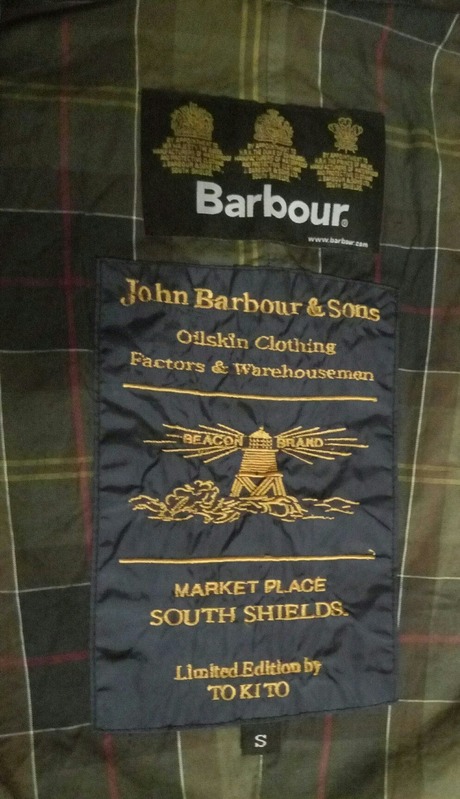 Barbour®
www.barbour.com
John Barbour & Sons
Oilskin Clothing
Factors & Warehousemen
BEACON BRAND
MARKET PLACE
SOUTH SHIELDS.
Limited Edition by
TO KI TO
S